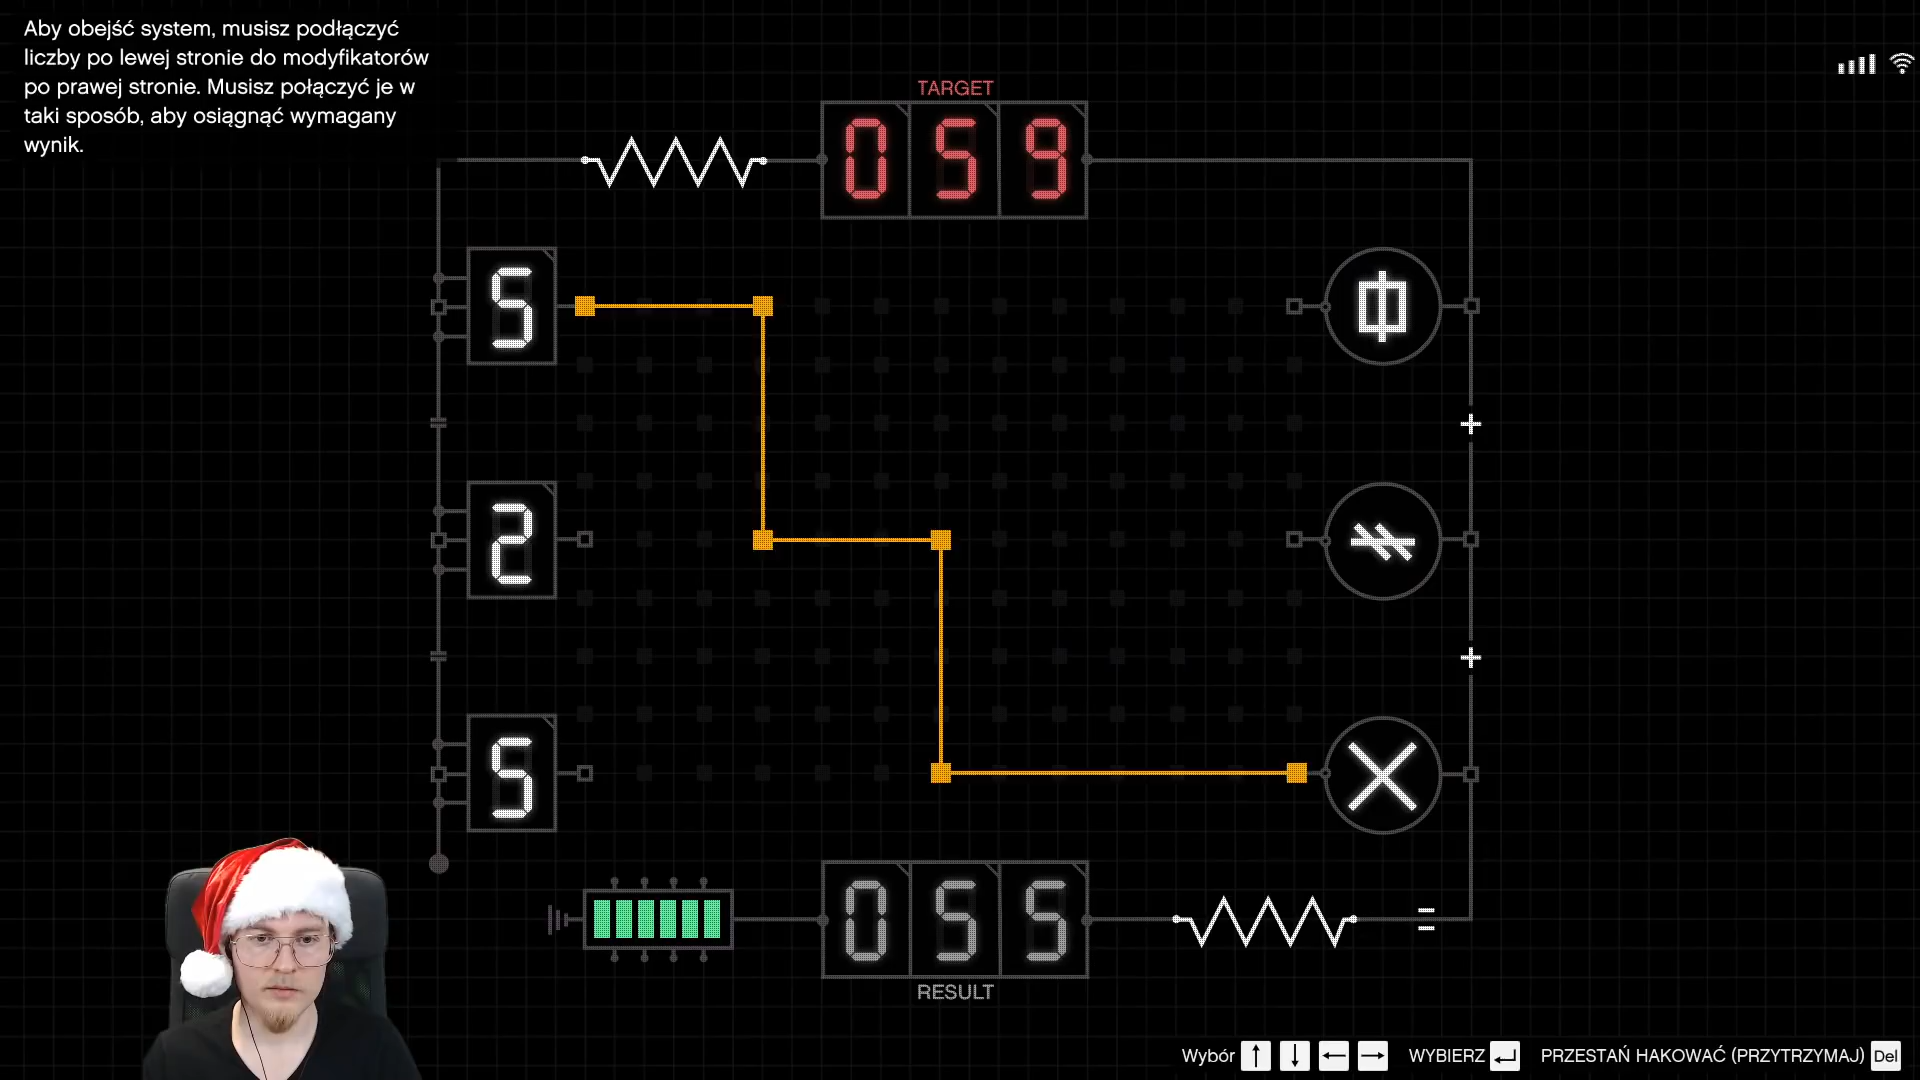 Aby obejść system, musisz podłączyć
liczby po lewej stronie do modyfikatorów
po prawej stronie. Musisz połączyć je w
taki sposób, aby osiągnąć wymagany
wynik.
TARGET
059
5
2
5
+
+
=
055
RESULT
Wybór ↑ ↓ ← → WYBIERZ ↵ PRZESTAŃ HAKOWAĆ (PRZYTRZYMAJ) Del